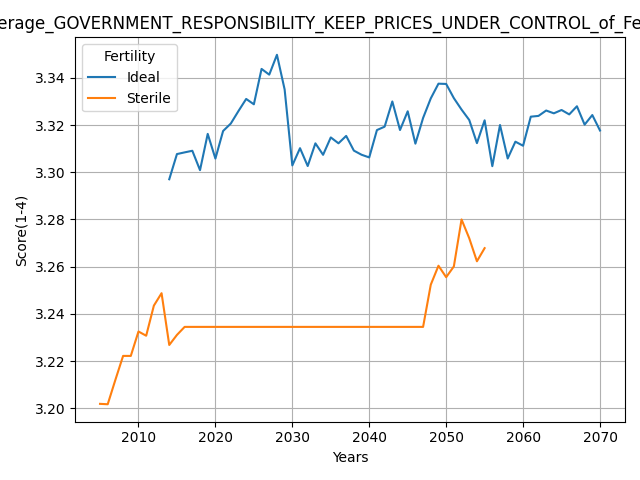 erage_GOVERNMENT_RESPONSIBILITY_KEEP_PRICES_UNDER_CONTROL_of_Fe
Fertility
Ideal
Sterile
Score(1-4)
3.34
3.32
3.30
3.28
3.26
3.24
3.22
3.20
2010 2020 2030 2040 2050 2060 2070
Years